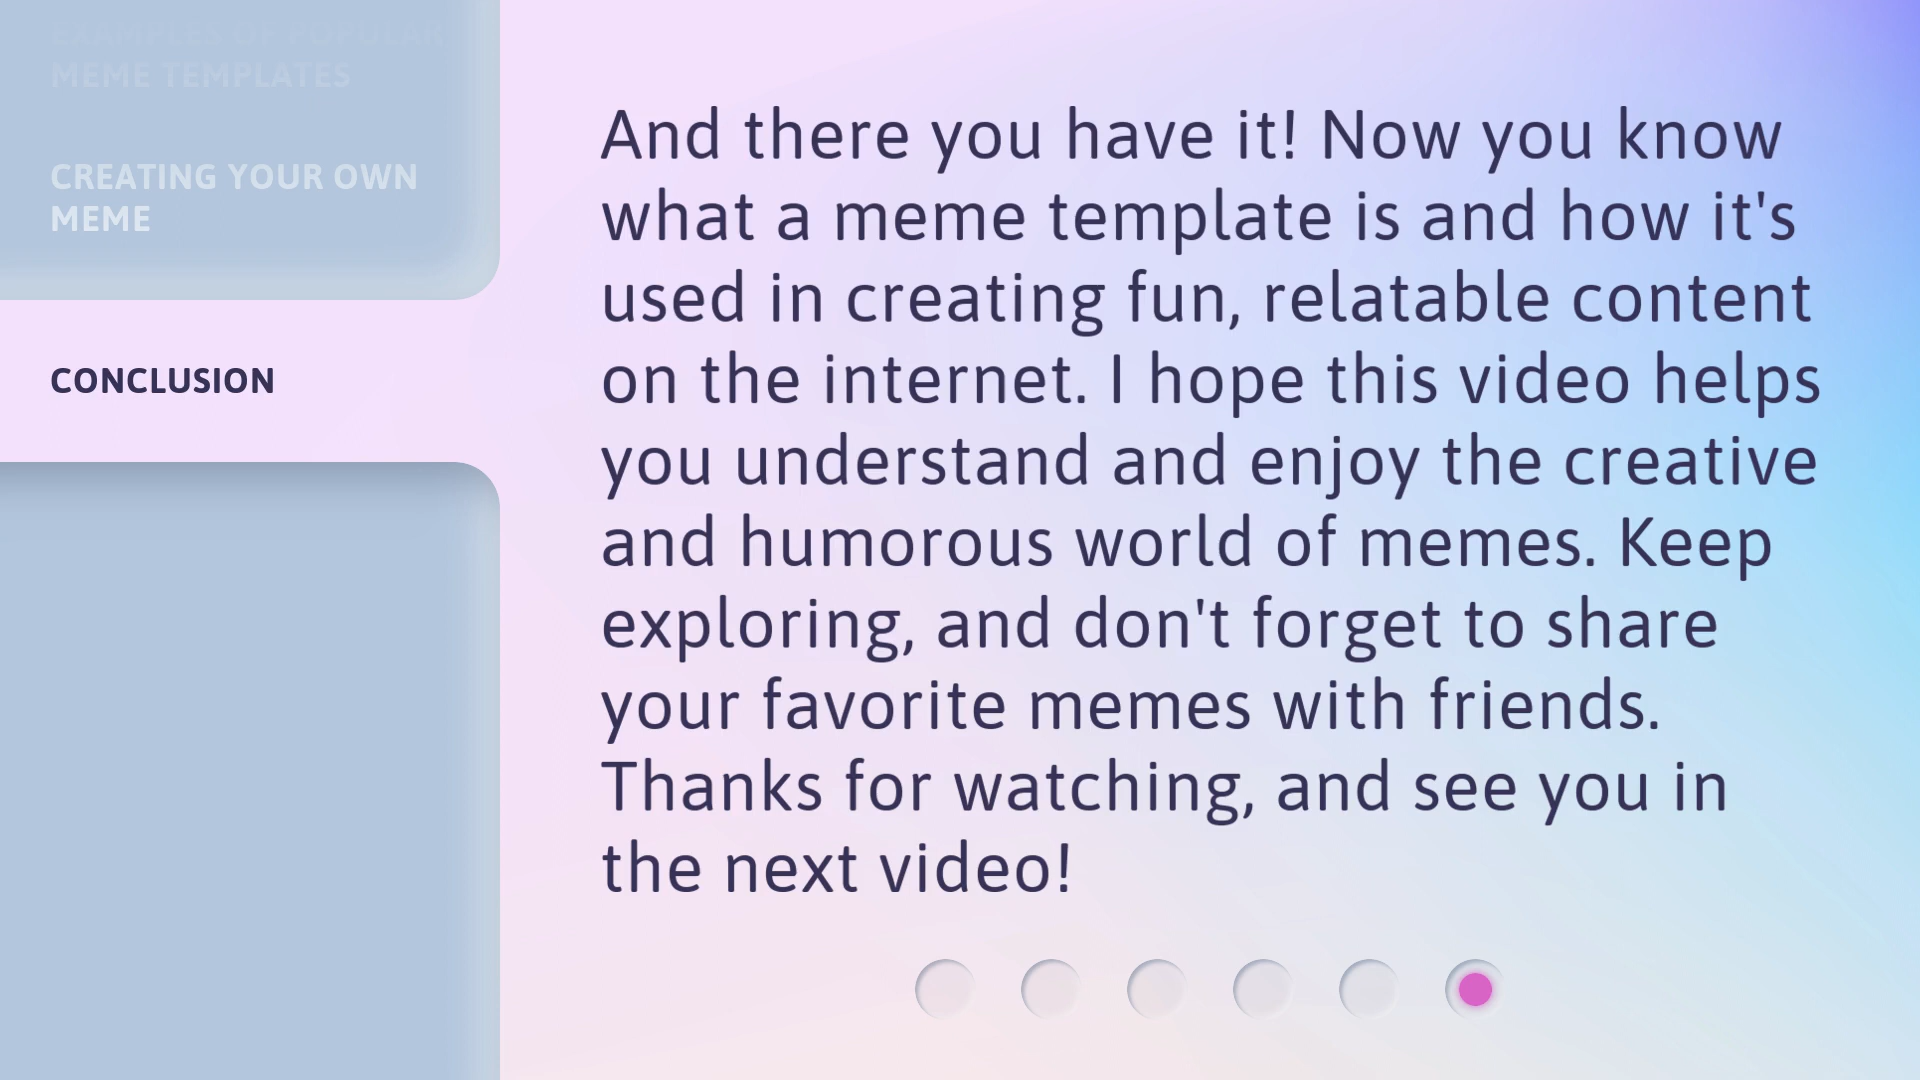 EXAMPLES OF POPULAR
MEME TEMPLATES
CREATING YOUR OWN
MEME
CONCLUSION
And there you have it! Now you know
what a meme template is and how it's
used in creating fun, relatable content
on the internet. I hope this video helps
you understand and enjoy the creative
and humorous world of memes. Keep
exploring, and don't forget to share
your favorite memes with friends.
Thanks for watching, and see you in
the next video!